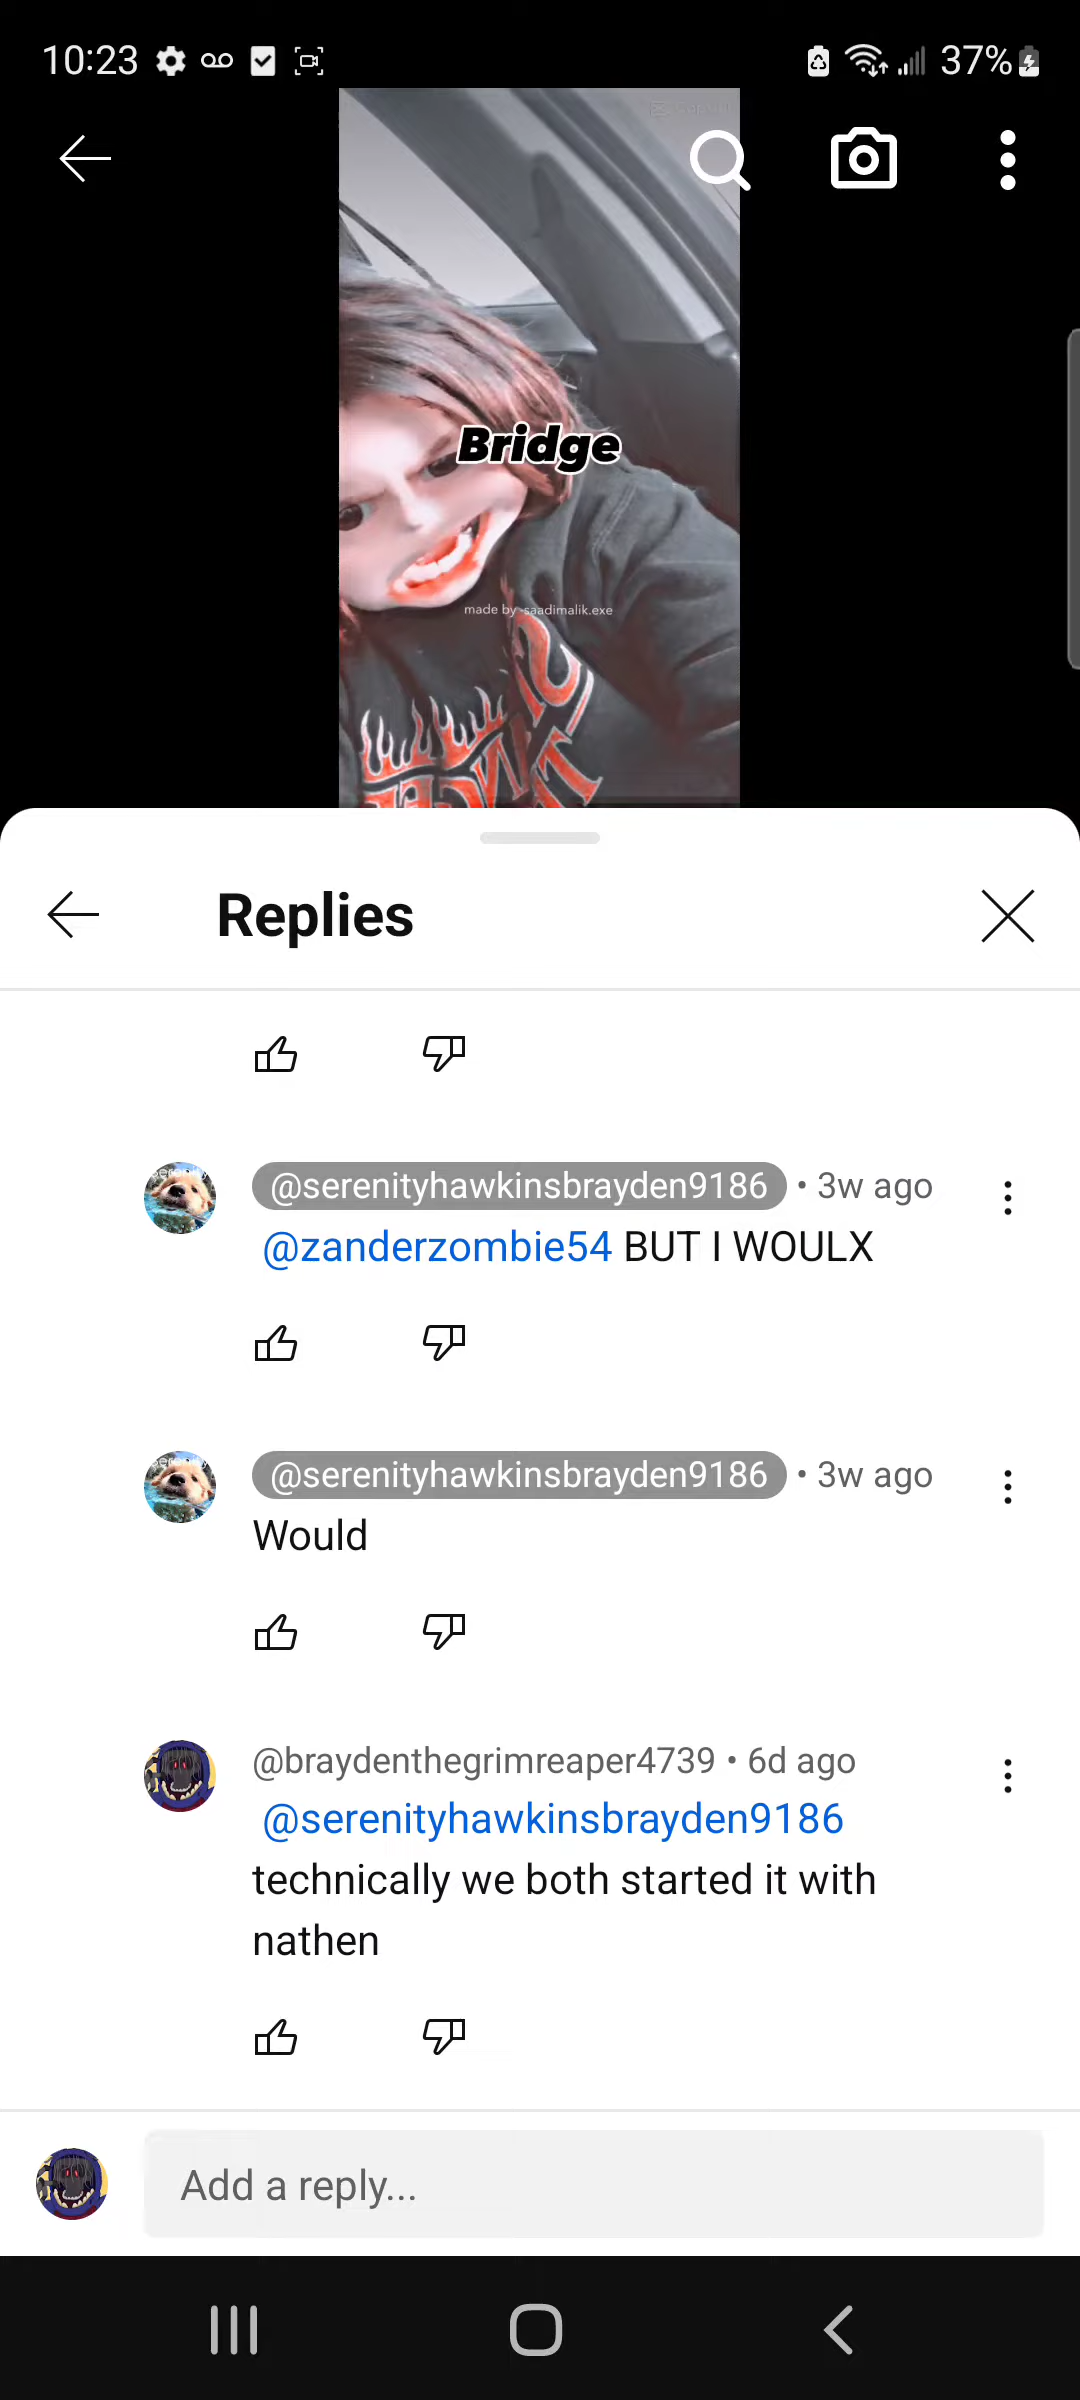 10:23
37%
Bridge
made by -saadimalik.exe
Replies
@serenityhawkinsbrayden9186 • 3w ago
@zanderzombie54 BUT I WOULX
@serenityhawkinsbrayden9186 • 3w ago
Would
@braydenthegrimreaper4739 • 6d ago
@serenityhawkinsbrayden9186
technically we both started it with
nathen
Add a reply...